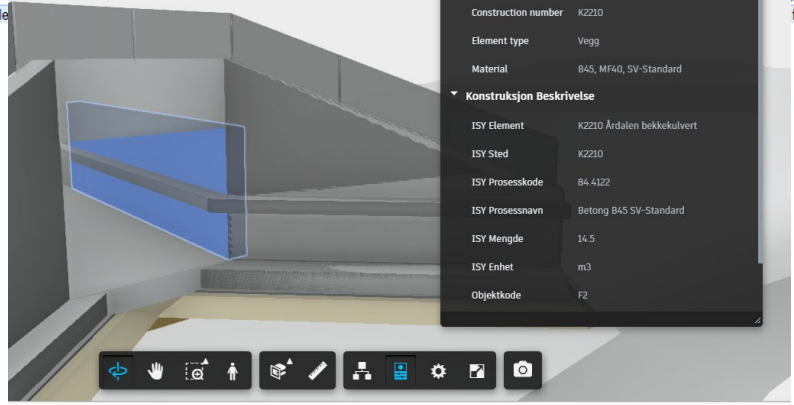 Construction number K2210
Element type Vegg
Material B45, MF40, SV-Standard
Konstruksjon Beskrivelse
ISY Element K2210 Årdalen bekkekulvert
ISY Sted K2210
ISY Prosesskode 84.4122
ISY Prosessnavn Betong B45 SV-Standard
ISY Mengde 14.5
ISY Enhet m3
Objektkode F2